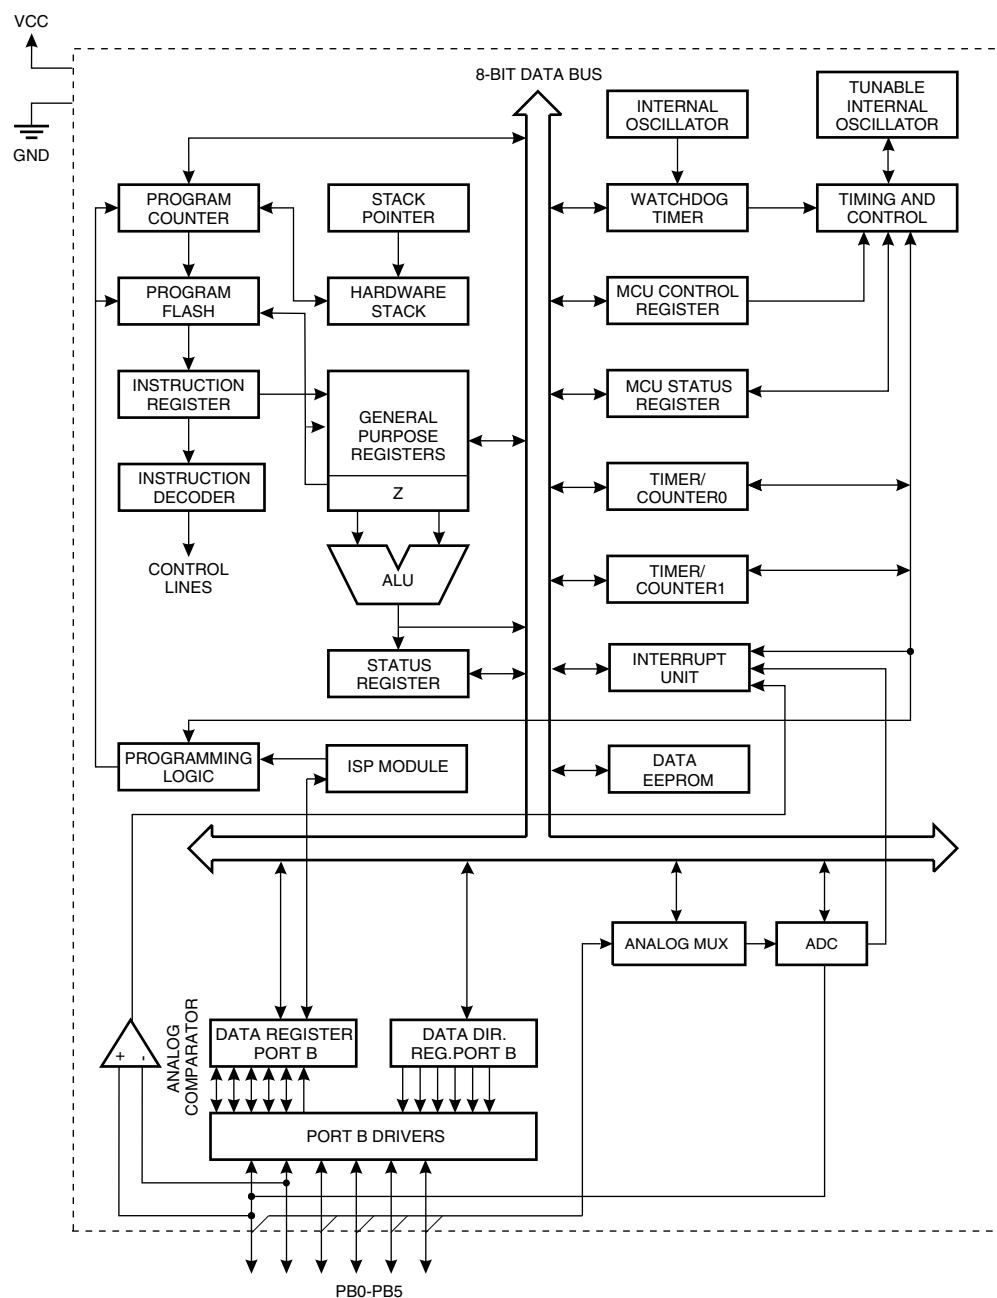 VCC
GND
8-BIT DATA BUS
INTERNAL
OSCILLATOR
TUNABLE
INTERNAL
OSCILLATOR
PROGRAM
COUNTER
STACK
POINTER
WATCHDOG
TIMER
TIMING AND
CONTROL
PROGRAM
FLASH
HARDWARE
STACK
MCU CONTROL
REGISTER
INSTRUCTION
REGISTER
GENERAL
PURPOSE
REGISTERS
Z
MCU STATUS
REGISTER
INSTRUCTION
DECODER
TIMER/
COUNTER0
CONTROL
LINES
ALU
TIMER/
COUNTER1
STATUS
REGISTER
INTERRUPT
UNIT
PROGRAMMING
LOGIC
ISP MODULE
DATA
EEPROM
ANALOG MUX
ADC
ANALOG
COMPARATOR
+
-
DATA REGISTER
PORT B
DATA DIR.
REG.PORT B
PORT B DRIVERS
PB0-PB5